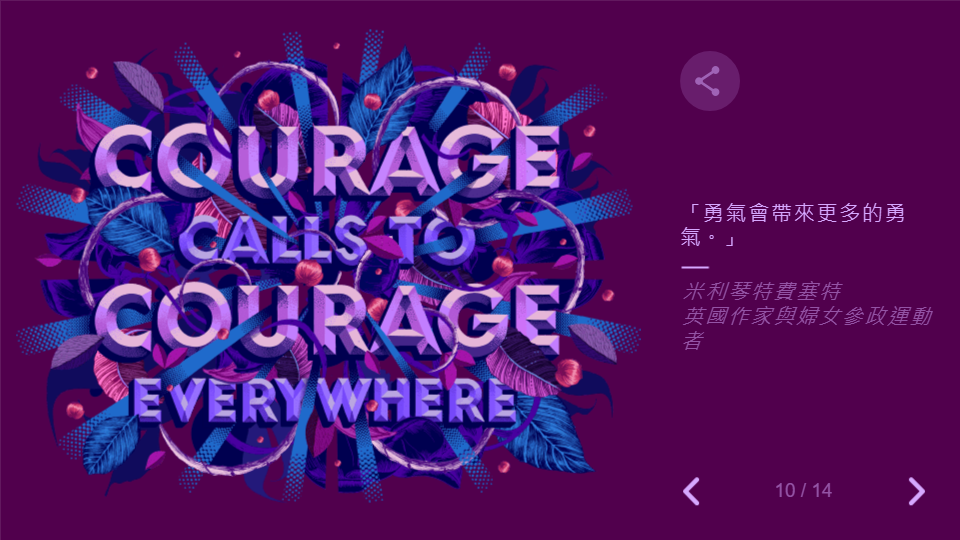 COURAGE
CALLS TO
COURAGE
EVERYWHERE
「勇氣會帶來更多的勇
氣。」
米利琴特費塞特
英國作家與婦女參政運動
者
10 / 14